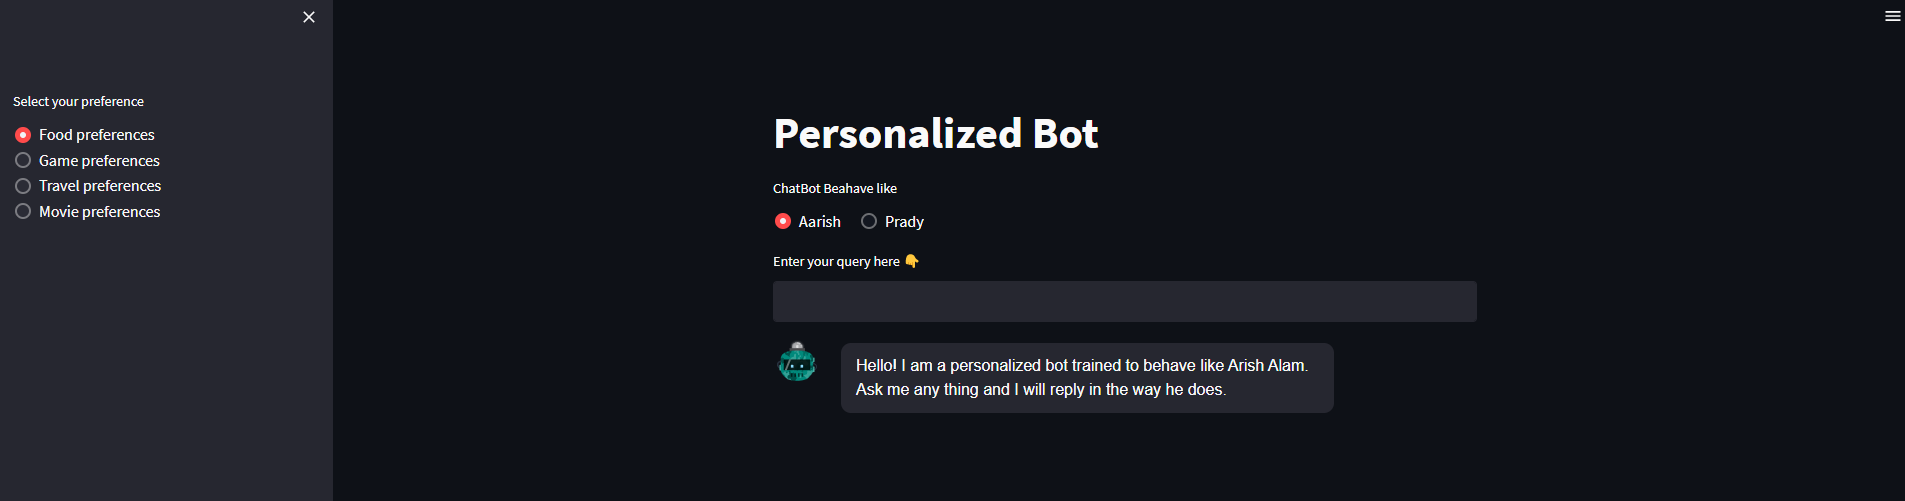 Select your preference
Food preferences
Game preferences
Travel preferences
Movie preferences
Personalized Bot
ChatBot Beahave like
Aarish Prady
Enter your query here 👇
Hello! I am a personalized bot trained to behave like Arish Alam.
Ask me any thing and I will reply in the way he does.